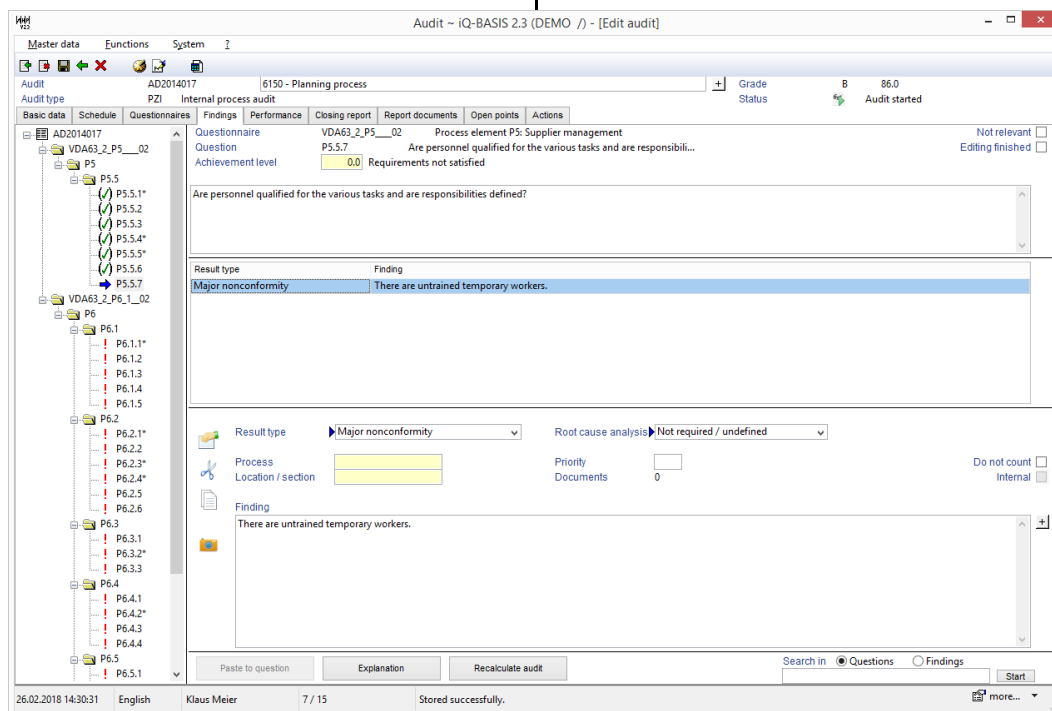 V23
Audit ~ iQ-BASIS 2.3 (DEMO /) - [Edit audit]
Master data Functions System ?
Audit AD2014017 6150 - Planning process + Grade B 86.0
Audit type PZI Internal process audit Status Audit started
Basic data Schedule Questionnaires Findings Performance Closing report Report documents Open points Actions
AD2014017
VDA63_2_P5___02
P5
P5.5
P5.5.1*
P5.5.2
P5.5.3
P5.5.4*
P5.5.5*
P5.5.6
P5.5.7
VDA63_2_P6_1__02
P6
P6.1
P6.1.1*
P6.1.2
P6.1.3
P6.1.4
P6.1.5
P6.2
P6.2.1*
P6.2.2
P6.2.3*
P6.2.4*
P6.2.5
P6.2.6
P6.3
P6.3.1
P6.3.2*
P6.3.3
P6.4
P6.4.1
P6.4.2*
P6.4.3
P6.4.4
P6.5
P6.5.1
Questionnaire VDA63_2_P5___02 Process element P5: Supplier management Not relevant
Question P5.5.7 Are personnel qualified for the various tasks and are responsibili... Editing finished
Achievement level 0.0 Requirements not satisfied
Are personnel qualified for the various tasks and are responsibilities defined?
Result type Finding
Major nonconformity There are untrained temporary workers.
Result type Major nonconformity Root cause analysis Not required / undefined
Process Priority Do not count
Location / section Documents 0 Internal
Finding
There are untrained temporary workers. +
Paste to question Explanation Recalculate audit Search in Questions Findings
Start
26.02.2018 14:30:31 English Klaus Meier 7 / 15 Stored successfully. more...